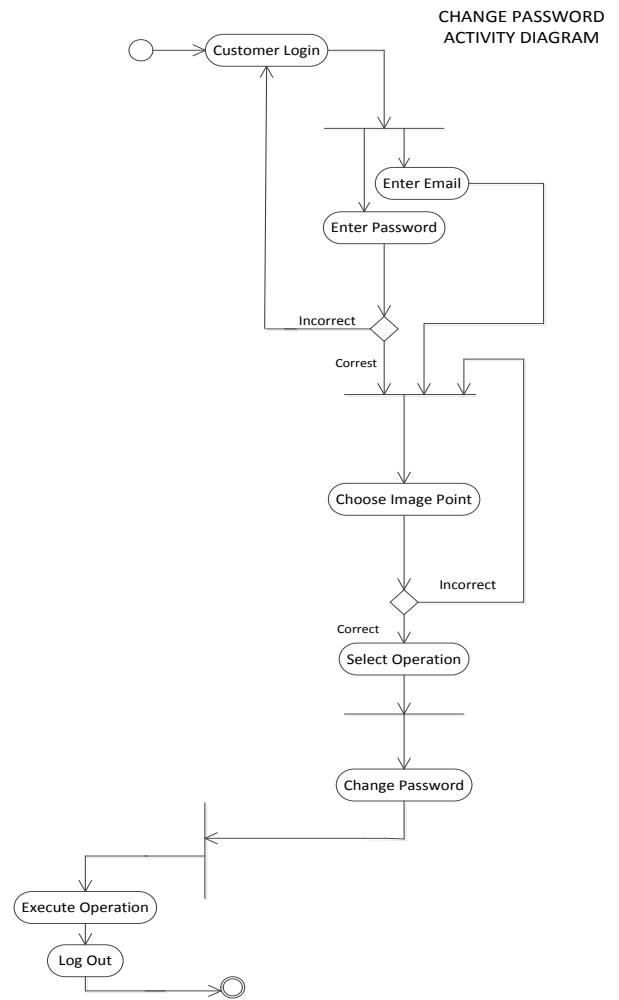 CHANGE PASSWORD
ACTIVITY DIAGRAM
Customer Login
Enter Email
Enter Password
Incorrect
Correst
Choose Image Point
Incorrect
Correct
Select Operation
Change Password
Execute Operation
Log Out